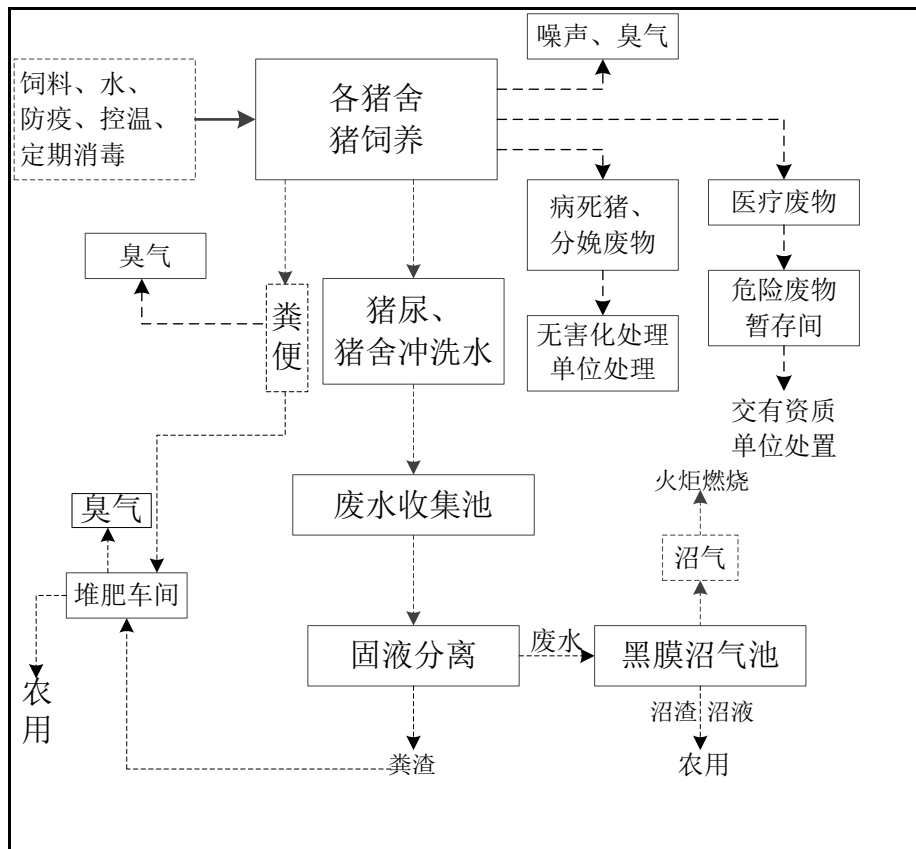 噪声、臭气
饲料、水、
防疫、控温、
定期消毒
各猪舍
猪饲养
病死猪、
分娩废物
医疗废物
臭气
粪
便
猪尿、
猪舍冲洗水
无害化处理
单位处理
危险废物
暂存间
交有资质
单位处置
火炬燃烧
废水收集池
臭气
沼气
堆肥车间
固液分离
废水
黑膜沼气池
农
用
沼渣
沼液
粪渣
农用